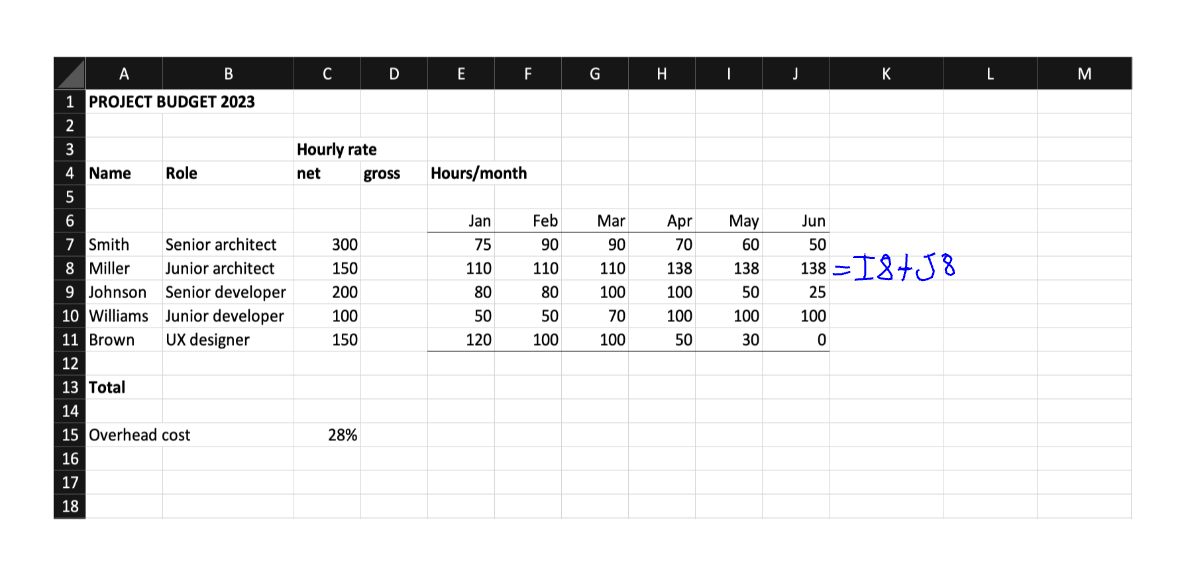 A B C D E F G H I J K L M
1 PROJECT BUDGET 2023
2
3 Hourly rate
4 Name Role net gross Hours/month
5
6 Jan Feb Mar Apr May Jun
7 Smith Senior architect 300 75 90 90 70 60 50
8 Miller Junior architect 150 110 110 110 138 138 138 =I8+J8
9 Johnson Senior developer 200 80 80 100 100 50 25
10 Williams Junior developer 100 50 50 70 100 100 100
11 Brown UX designer 150 120 100 100 50 30 0
12
13 Total
14
15 Overhead cost 28%
16
17
18